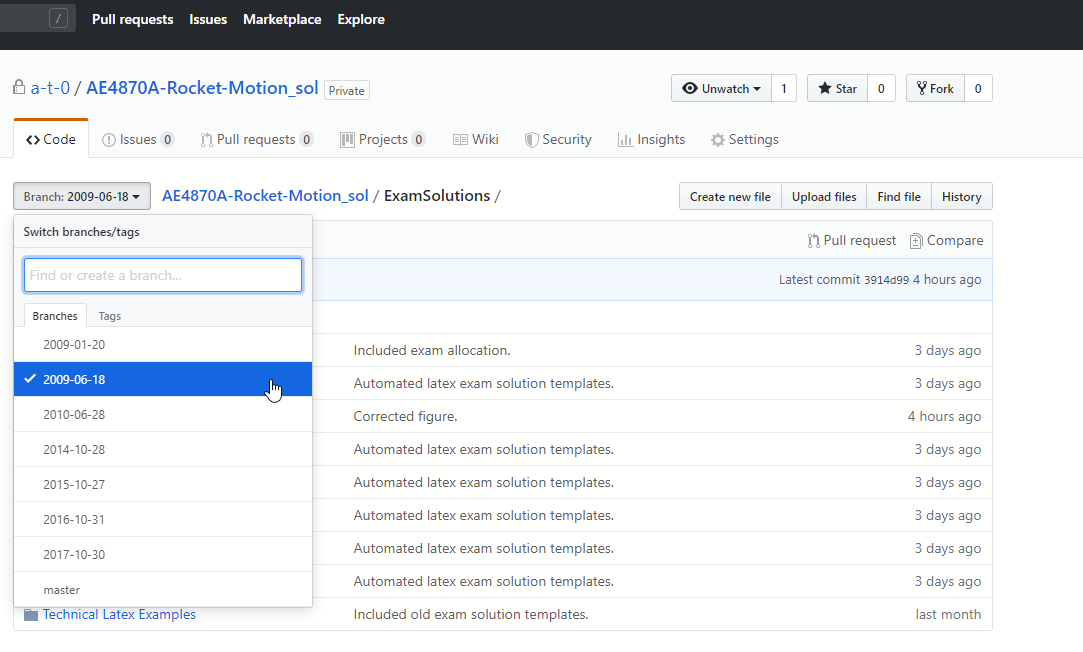 / Pull requests Issues Marketplace Explore
a-t-0 / AE4870A-Rocket-Motion_sol Private Unwatch 1 Star 0 Fork 0
Code Issues 0 Pull requests 0 Projects 0 Wiki Security Insights Settings
Branch: 2009-06-18 AE4870A-Rocket-Motion_sol / ExamSolutions / Create new file Upload files Find file History
Switch branches/tags
Pull request Compare
Find or create a branch...
Latest commit 3914d99 4 hours ago
Branches Tags
2009-01-20
Included exam allocation. 3 days ago
2009-06-18
Automated latex exam solution templates. 3 days ago
2010-06-28
Corrected figure. 4 hours ago
2014-10-28
Automated latex exam solution templates. 3 days ago
2015-10-27
Automated latex exam solution templates. 3 days ago
2016-10-31
Automated latex exam solution templates. 3 days ago
2017-10-30
Automated latex exam solution templates. 3 days ago
master
Automated latex exam solution templates. 3 days ago
Technical Latex Examples Included old exam solution templates. last month